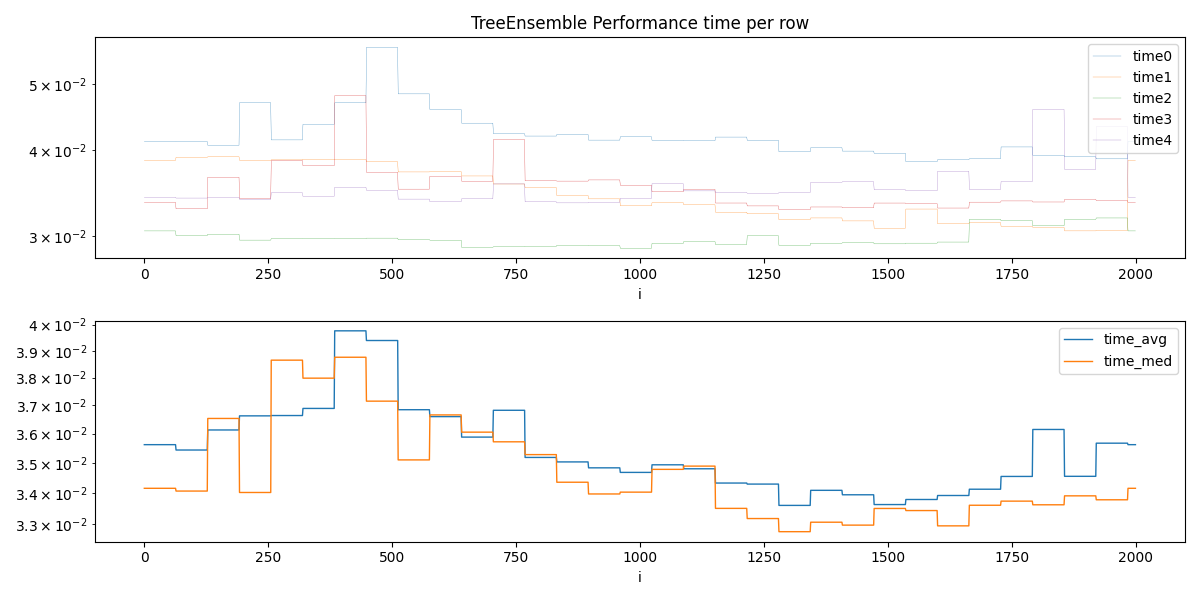 TreeEnsemble Performance time per row
5 × 10⁻²
4 × 10⁻²
3 × 10⁻²
time0
time1
time2
time3
time4
0 250 500 750 1000 1250 1500 1750 2000
i
4 × 10⁻²
3.9 × 10⁻²
3.8 × 10⁻²
3.7 × 10⁻²
3.6 × 10⁻²
3.5 × 10⁻²
3.4 × 10⁻²
3.3 × 10⁻²
time_avg
time_med
0 250 500 750 1000 1250 1500 1750 2000
i